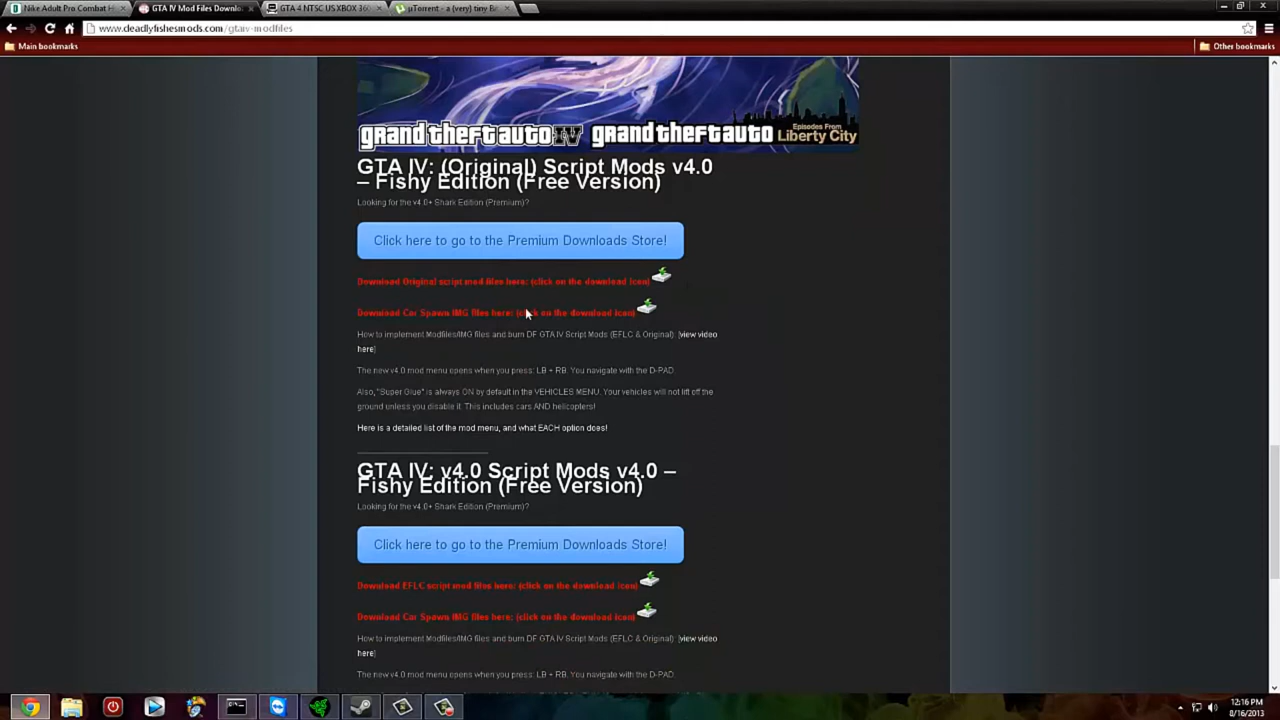 Nike Adult Pro Combat H
GTA IV Mod Files Downlo
GTA 4 NTSC US XBOX 360
µTorrent - a (very) tiny B
www.deadlyfishesmods.com/gtaiv-modfiles
Main bookmarks
Other bookmarks
grand theft auto IV
grand theft auto
Episodes From
Liberty City
GTA IV: (Original) Script Mods v4.0
– Fishy Edition (Free Version)
Looking for the v4.0+ Shark Edition (Premium)?
Click here to go to the Premium Downloads Store!
Download Original script mod files here: (click on the download icon)
Download Car Spawn IMG files here: (click on the download icon)
How to implement Modfiles/IMG files and burn DF GTA IV Script Mods (EFLC & Original): [view video
here]
The new v4.0 mod menu opens when you press: LB + RB. You navigate with the D-PAD.
Also, "Super Glue" is always ON by default in the VEHICLES MENU. Your vehicles will not lift off the
ground unless you disable it. This includes cars AND helicopters!
Here is a detailed list of the mod menu, and what EACH option does!
GTA IV: v4.0 Script Mods v4.0 –
Fishy Edition (Free Version)
Looking for the v4.0+ Shark Edition (Premium)?
Click here to go to the Premium Downloads Store!
Download EFLC script mod files here: (click on the download icon)
Download Car Spawn IMG files here: (click on the download icon)
How to implement Modfiles/IMG files and burn DF GTA IV Script Mods (EFLC & Original): [view video
here]
The new v4.0 mod menu opens when you press: LB + RB. You navigate with the D-PAD.
12:16 PM
8/16/2013